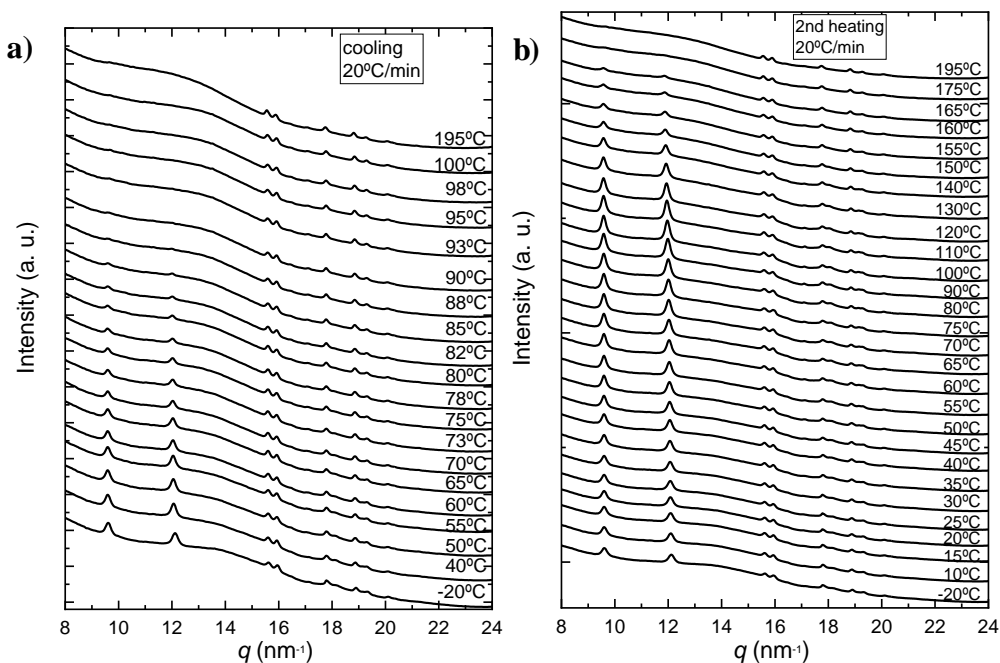 a)
cooling
20ºC/min
195ºC
100ºC
98ºC
95ºC
93ºC
90ºC
88ºC
85ºC
82ºC
80ºC
78ºC
75ºC
73ºC
70ºC
65ºC
60ºC
55ºC
50ºC
40ºC
-20ºC
Intensity (a. u.)
8 10 12 14 16 18 20 22 24
q (nm⁻¹)
b)
2nd heating
20ºC/min
195ºC
175ºC
165ºC
160ºC
155ºC
150ºC
140ºC
130ºC
120ºC
110ºC
100ºC
90ºC
80ºC
75ºC
70ºC
65ºC
60ºC
55ºC
50ºC
45ºC
40ºC
35ºC
30ºC
25ºC
20ºC
15ºC
10ºC
-20ºC
Intensity (a. u.)
8 10 12 14 16 18 20 22 24
q (nm⁻¹)